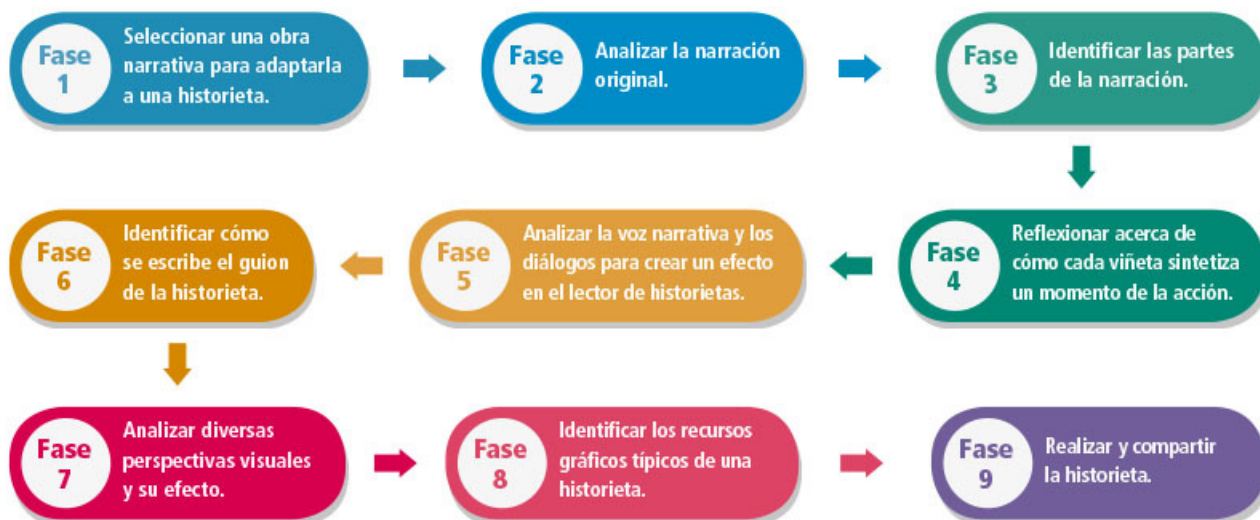 Fase 1
Seleccionar una obra
narrativa para adaptarla
a una historieta.
Fase 2
Analizar la narración
original.
Fase 3
Identificar las partes
de la narración.
Fase 4
Reflexionar acerca de
cómo cada viñeta sintetiza
un momento de la acción.
Fase 5
Analizar la voz narrativa y los
diálogos para crear un efecto
en el lector de historietas.
Fase 6
Identificar cómo
se escribe el guion
de la historieta.
Fase 7
Analizar diversas
perspectivas visuales
y su efecto.
Fase 8
Identificar los recursos
gráficos típicos de una
historieta.
Fase 9
Realizar y compartir
la historieta.